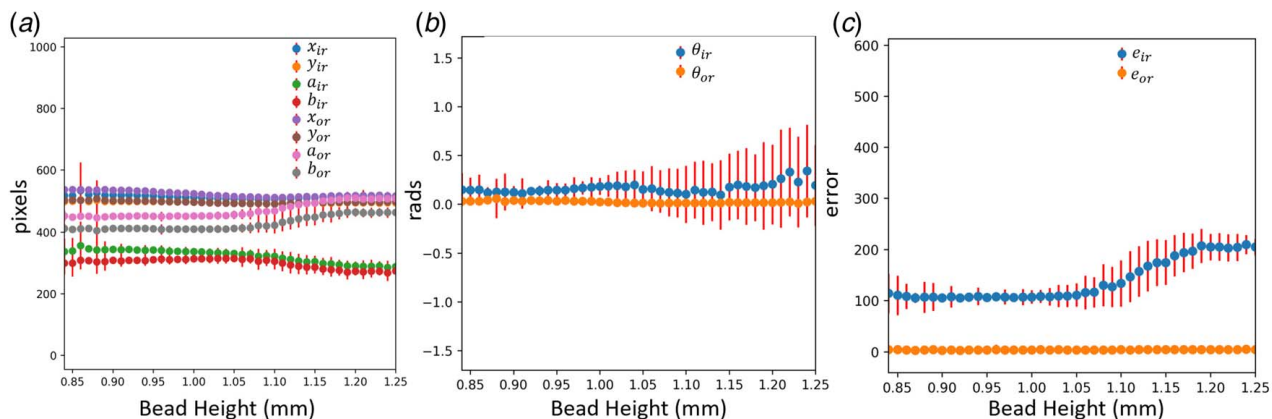 (a)
1000
800
600
400
200
0
pixels
x_ir
y_ir
a_ir
b_ir
x_or
y_or
a_or
b_or
0.85 0.90 0.95 1.00 1.05 1.10 1.15 1.20 1.25
Bead Height (mm)
(b)
1.5
1.0
0.5
0.0
−0.5
−1.0
−1.5
rads
θ_ir
θ_or
0.85 0.90 0.95 1.00 1.05 1.10 1.15 1.20 1.25
Bead Height (mm)
(c)
600
500
400
300
200
100
0
error
e_ir
e_or
0.85 0.90 0.95 1.00 1.05 1.10 1.15 1.20 1.25
Bead Height (mm)